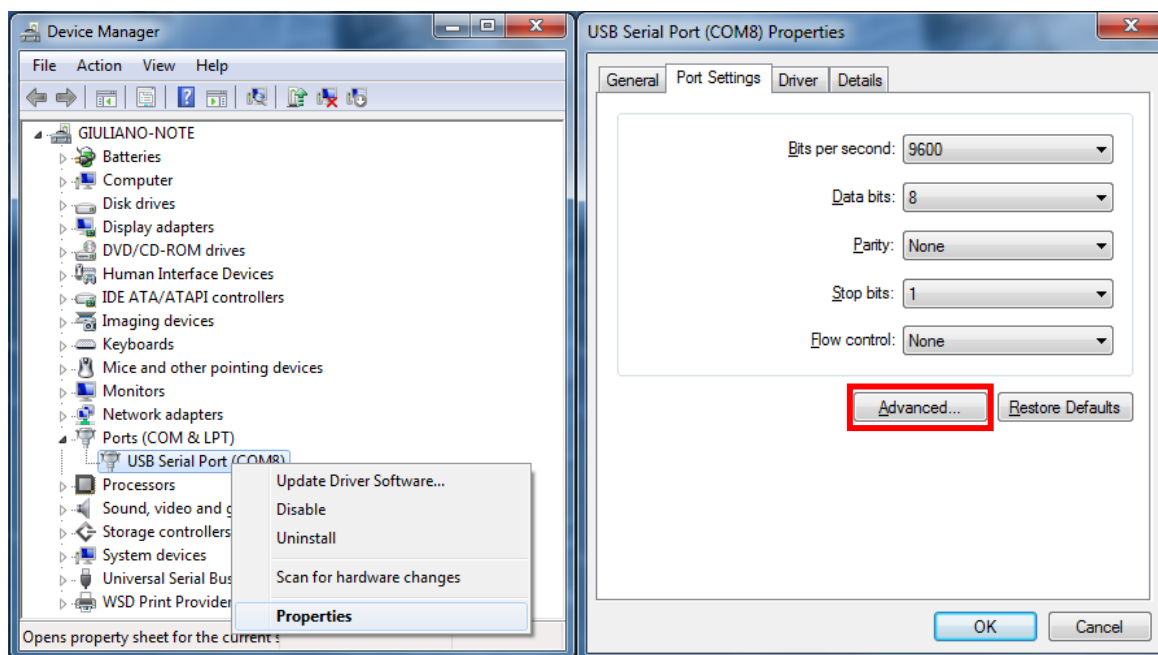 Device Manager
File Action View Help
GIULIANO-NOTE
Batteries
Computer
Disk drives
Display adapters
DVD/CD-ROM drives
Human Interface Devices
IDE ATA/ATAPI controllers
Imaging devices
Keyboards
Mice and other pointing devices
Monitors
Network adapters
Ports (COM & LPT)
USB Serial Port (COM8)
Processors
Sound, video and g
Storage controllers
System devices
Universal Serial Bus
WSD Print Provider
Update Driver Software...
Disable
Uninstall
Scan for hardware changes
Properties
Opens property sheet for the current s
USB Serial Port (COM8) Properties
General Port Settings Driver Details
Bits per second: 9600
Data bits: 8
Parity: None
Stop bits: 1
Flow control: None
Advanced... Restore Defaults
OK Cancel